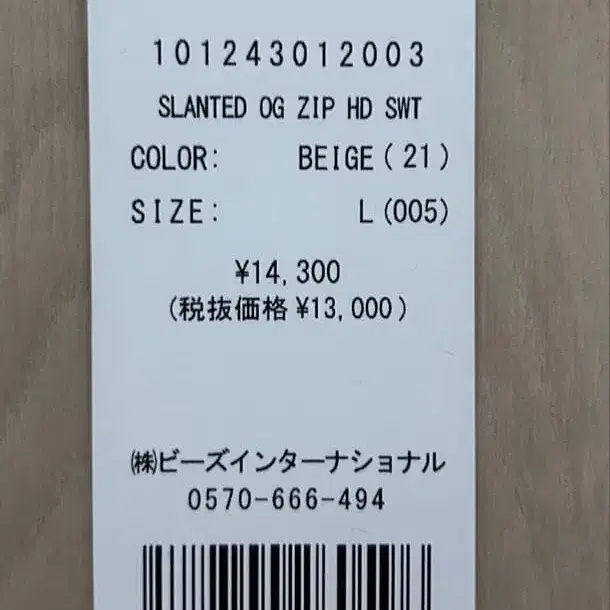 101243012003
SLANTED OG ZIP HD SWT
COLOR: BEIGE(21)
SIZE: L(005)
¥14,300
(税抜価格¥13,000)
㈱ビーズインターナショナル
0570-666-494